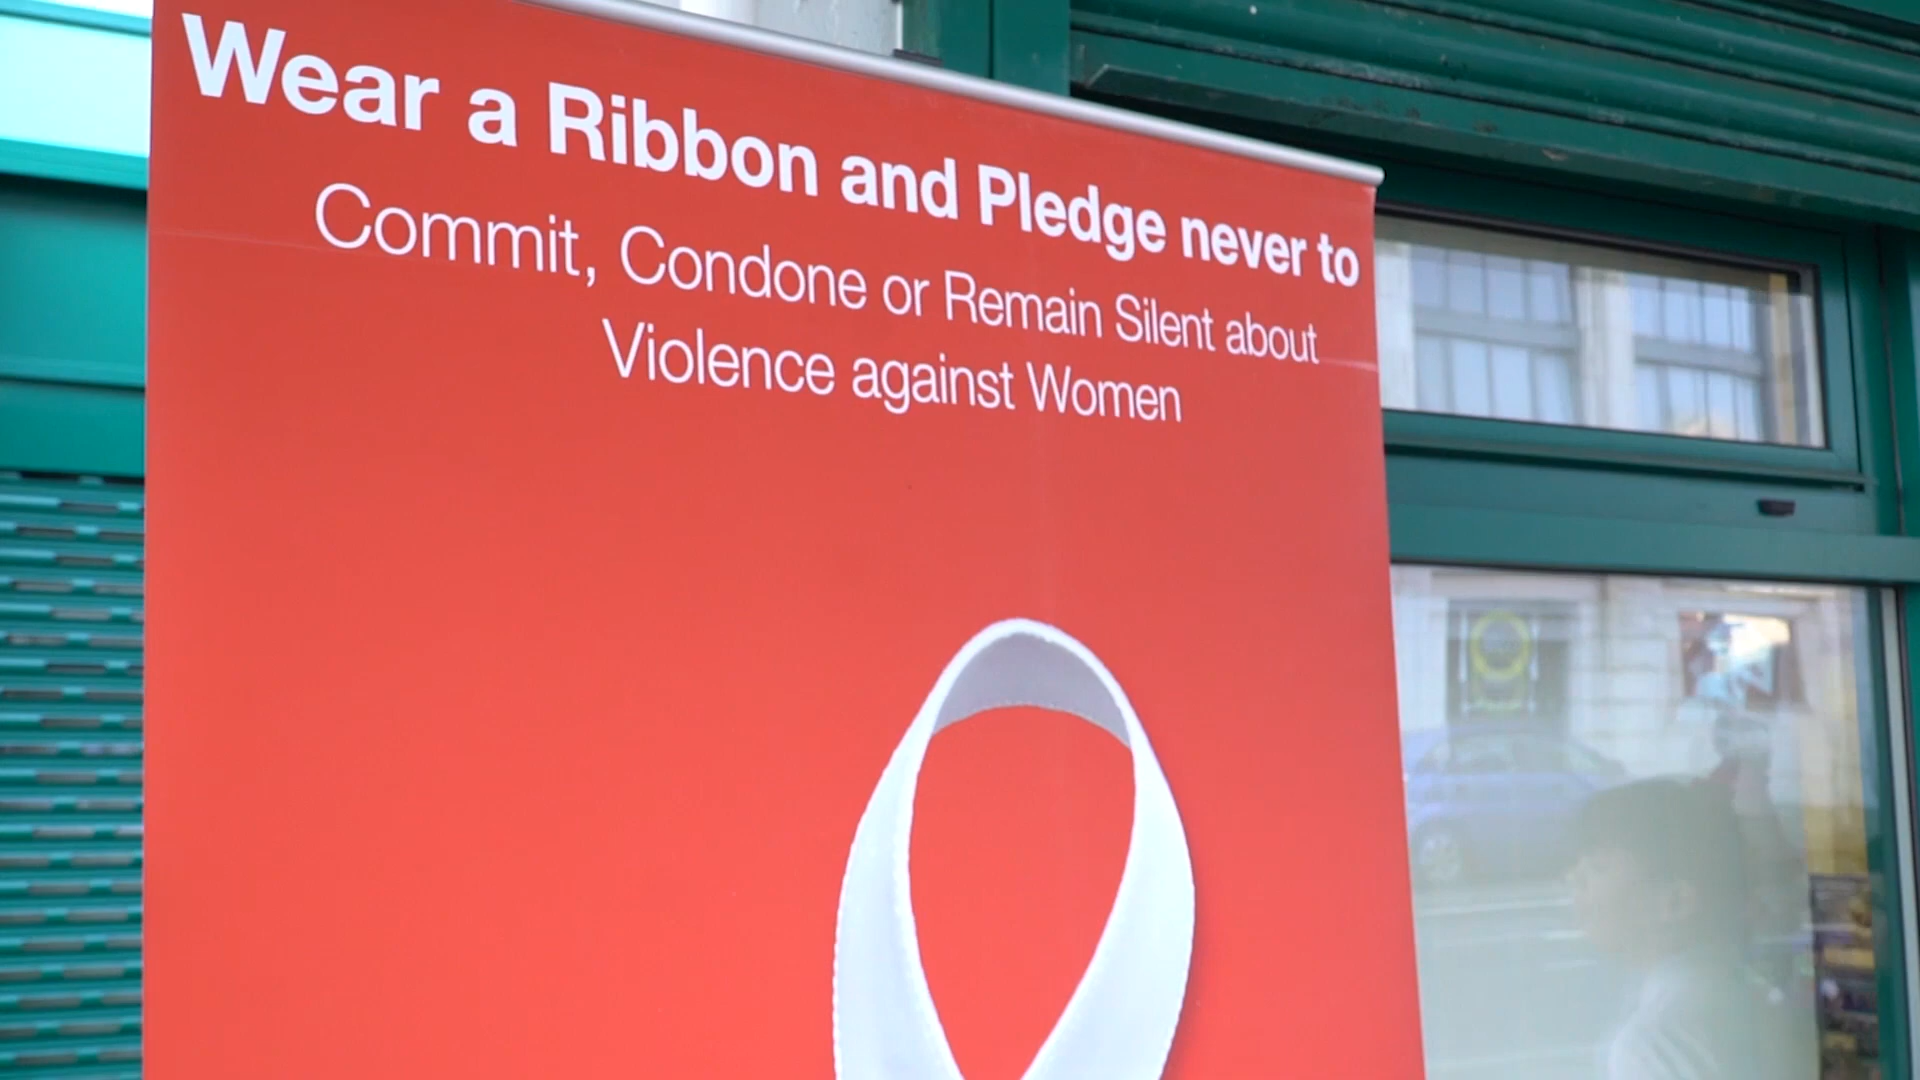 Wear a Ribbon and Pledge never to
Commit, Condone or Remain Silent about
Violence against Women